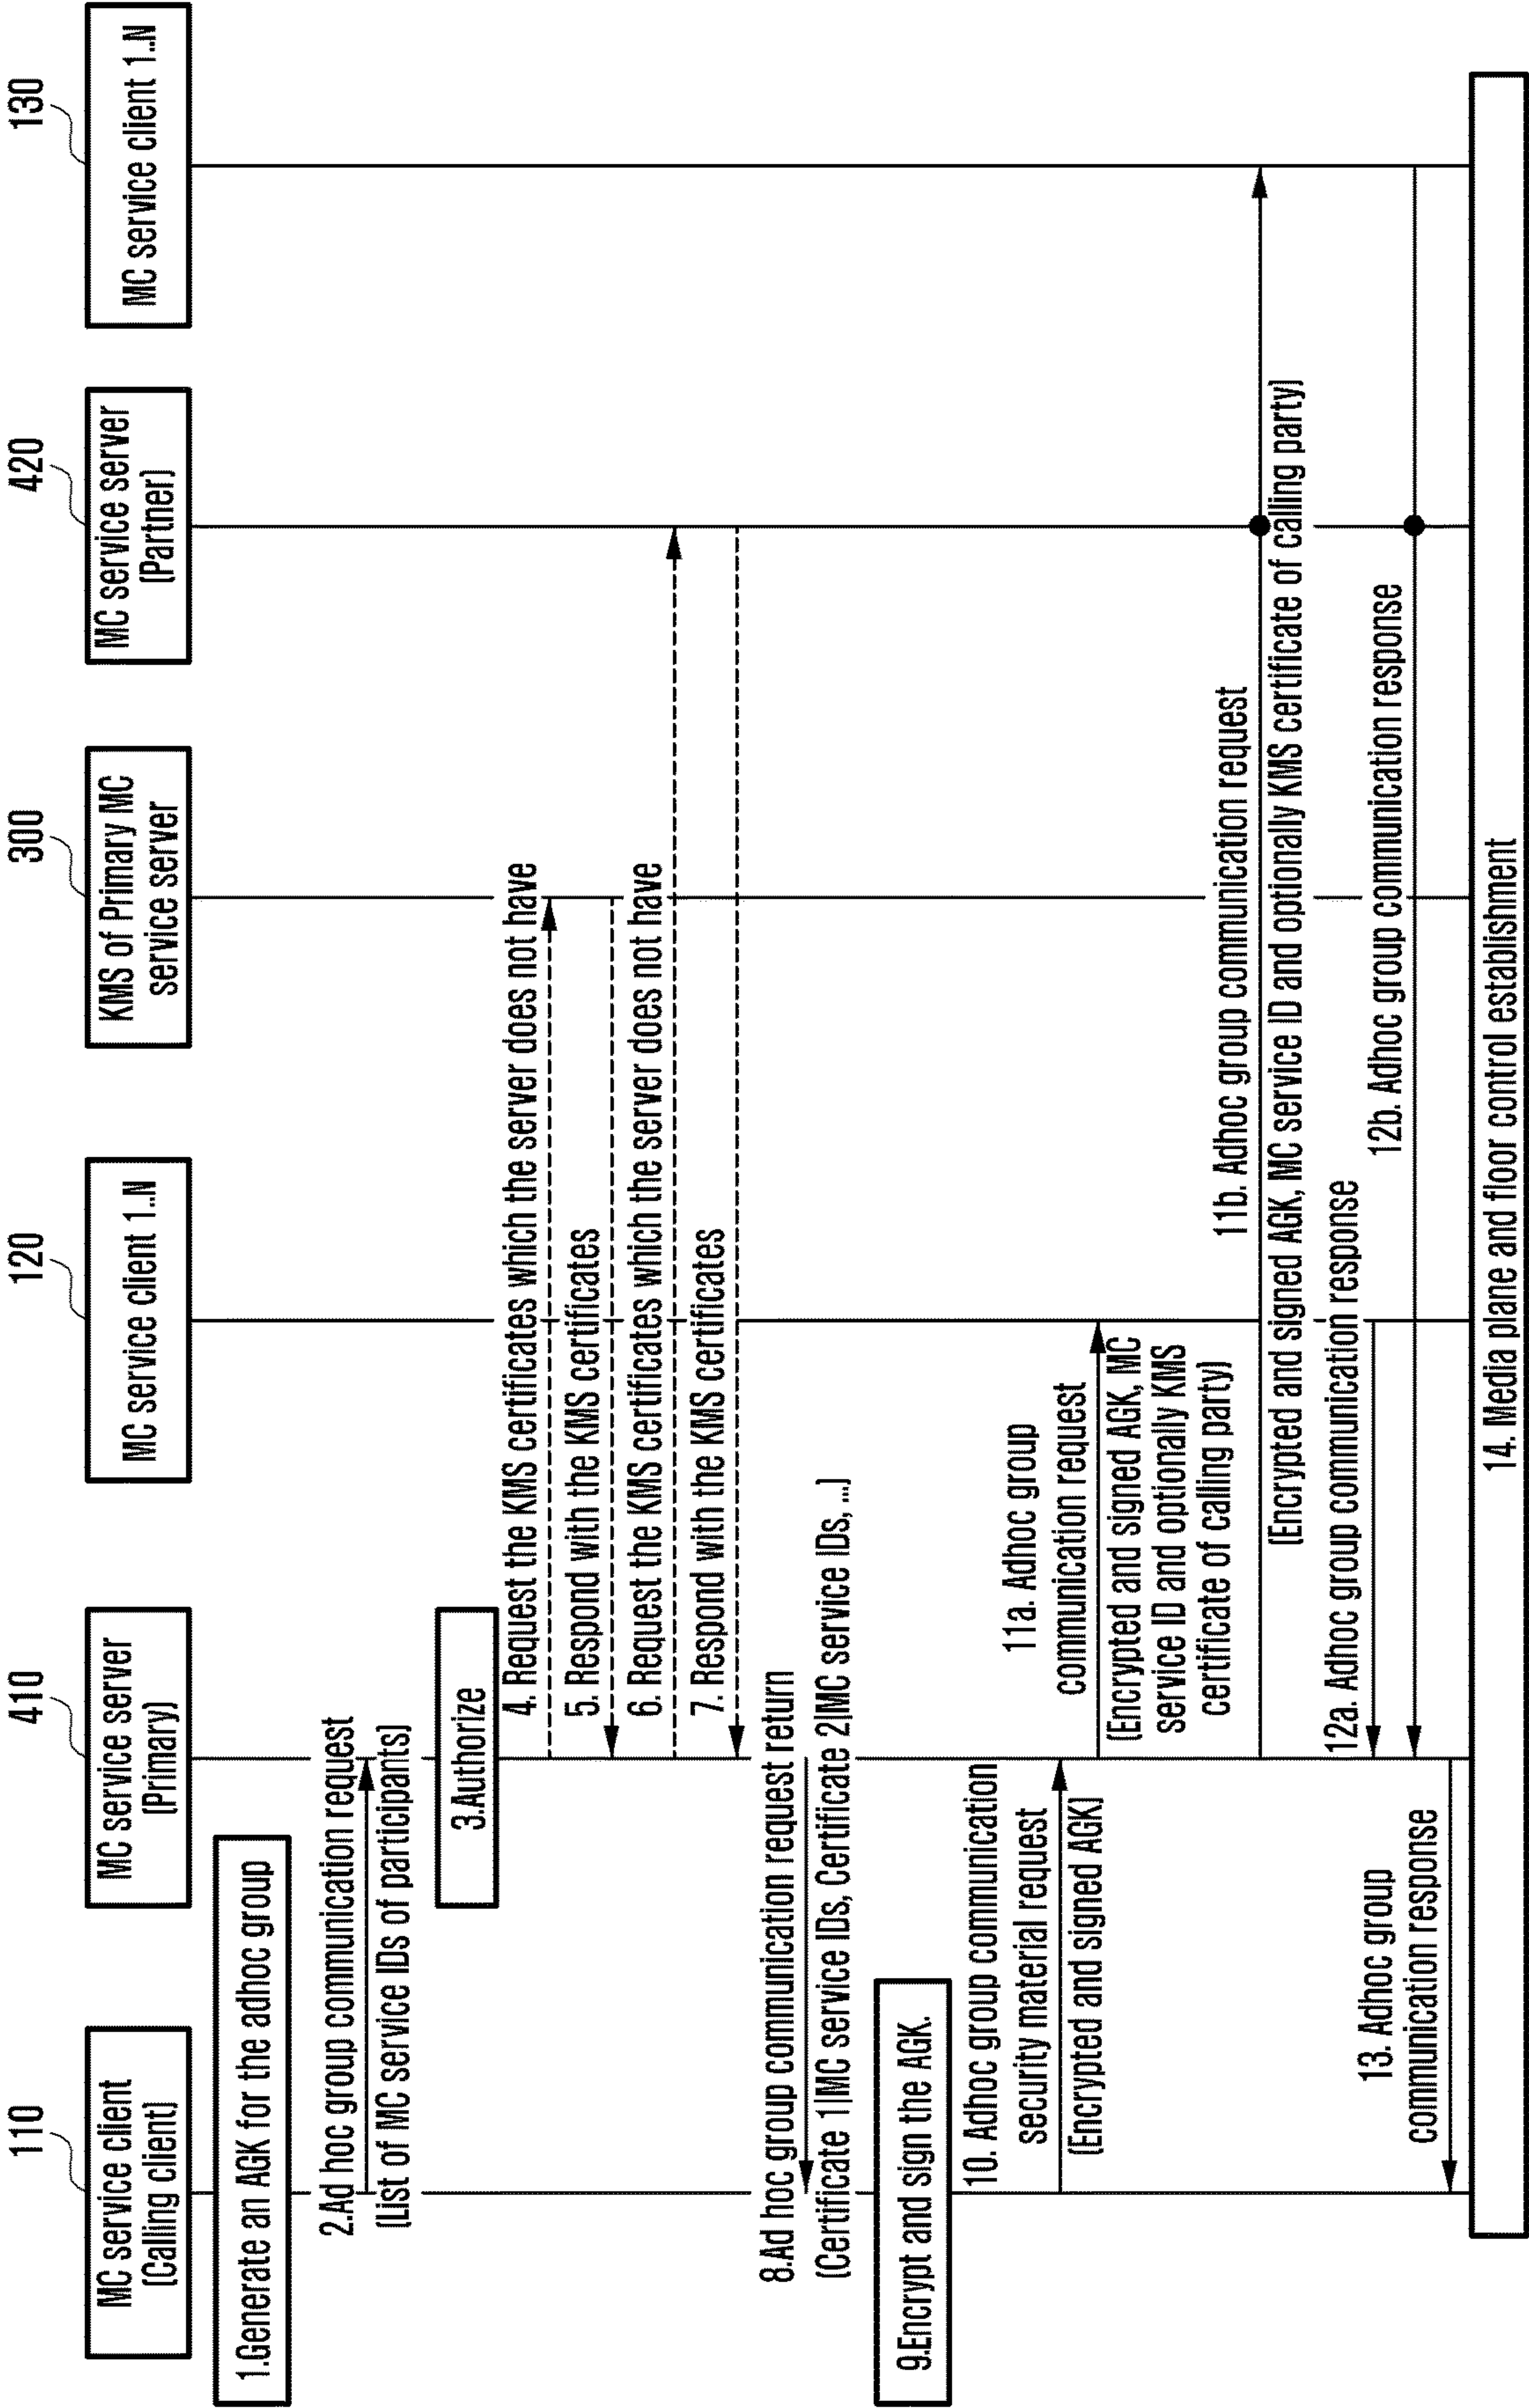 110
410
120
300
420
130
MC service client
(Calling client)
MC service server
(Primary)
MC service client 1..N
KMS of Primary MC
service server
MC service server
(Partner)
MC service client 1..N
1.Generate an AGK for the adhoc group
2.Ad hoc group communication request
(List of MC service IDs of participants)
3.Authorize
4. Request the KMS certificates which the server does not have
5. Respond with the KMS certificates
6. Request the KMS certificates which the server does not have
7. Respond with the KMS certificates
8.Ad hoc group communication request return
(Certificate 1|MC service IDs, Certificate 2|MC service IDs, ...)
9.Encrypt and sign the AGK.
10. Adhoc group communication
security material request
(Encrypted and signed AGK)
11a. Adhoc group
communication request
(Encrypted and signed AGK, MC
service ID and optionally KMS
certificate of calling party)
11b. Adhoc group communication request
(Encrypted and signed AGK, MC service ID and optionally KMS certificate of calling party)
12a. Adhoc group communication response
12b. Adhoc group communication response
13. Adhoc group
communication response
14. Media plane and floor control establishment